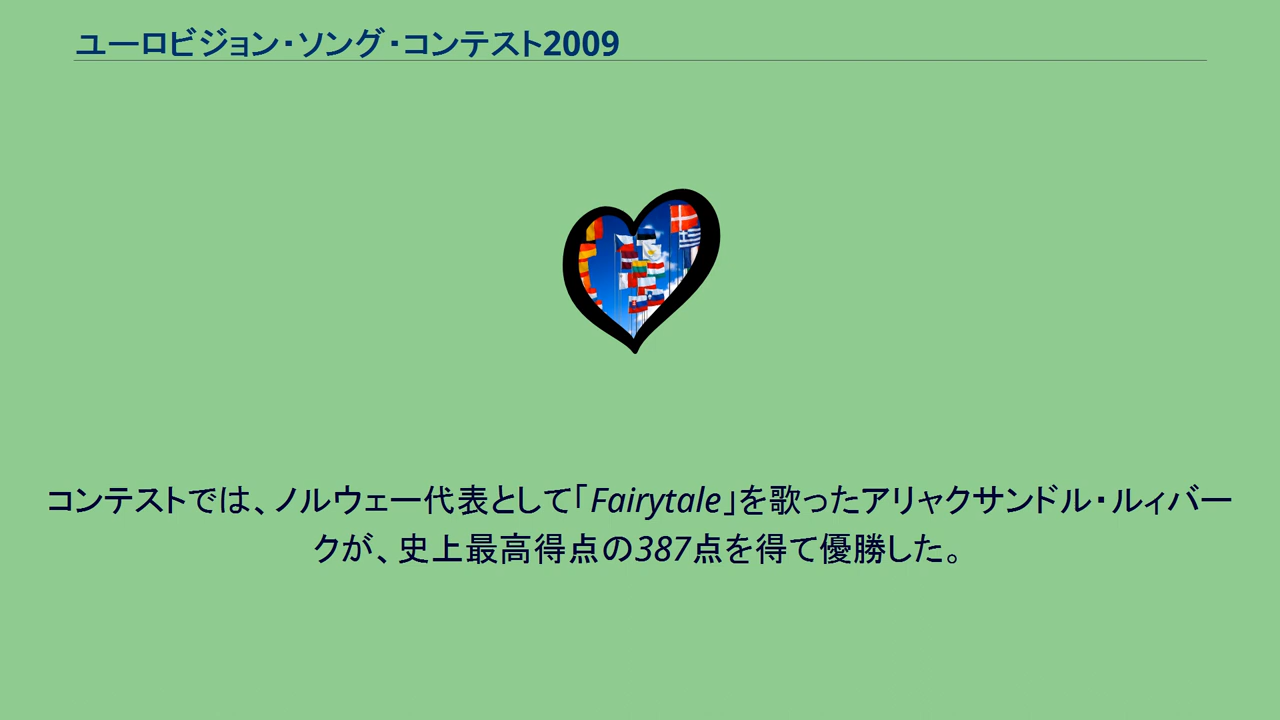 ユーロビジョン・ソング・コンテスト2009
コンテストでは、ノルウェー代表として「Fairytale」を歌ったアリャクサンドル・ルィバー
クが、史上最高得点の387点を得て優勝した。